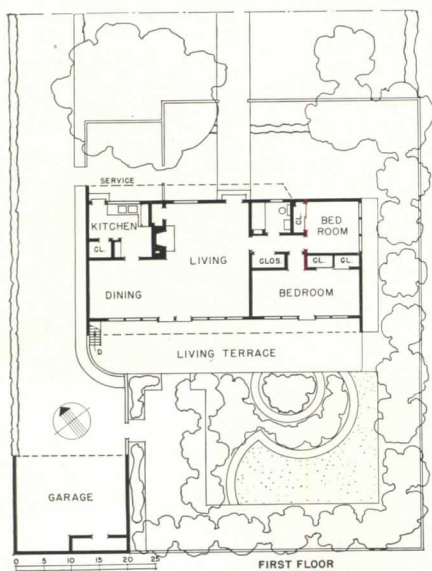 SERVICE
KITCHEN
CL.
CL.
BED
ROOM
LIVING
CLOS.
CL.
CL.
DINING
BEDROOM
LIVING TERRACE
D
GARAGE
0 5 10 15 20 25
FIRST FLOOR